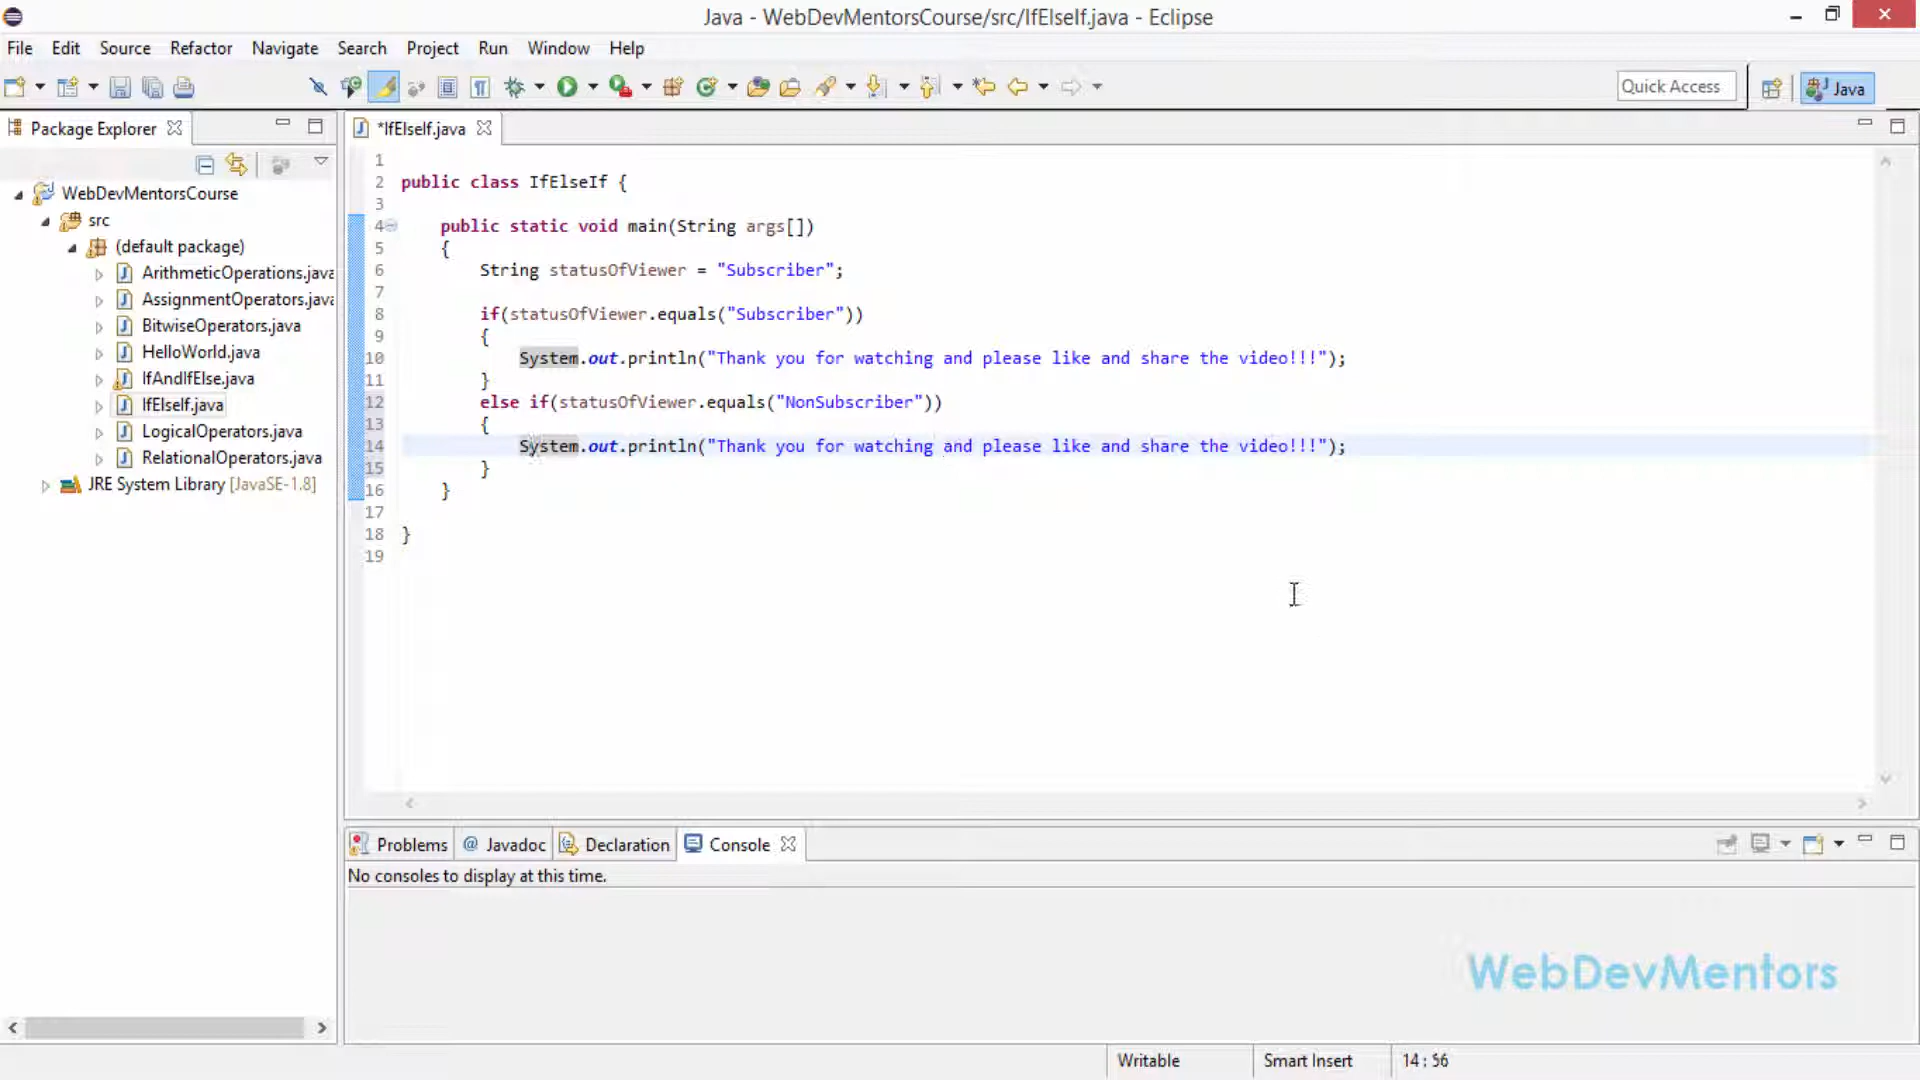 Java - WebDevMentorsCourse/src/IfElseIf.java - Eclipse
File Edit Source Refactor Navigate Search Project Run Window Help
Quick Access
Java
Package Explorer
*IfElseIf.java
WebDevMentorsCourse
src
(default package)
ArithmeticOperations.java
AssignmentOperators.java
BitwiseOperators.java
HelloWorld.java
IfAndIfElse.java
IfElseIf.java
LogicalOperators.java
RelationalOperators.java
JRE System Library [JavaSE-1.8]
1
2 public class IfElseIf {
3
4 public static void main(String args[])
5 {
6 String statusOfViewer = "Subscriber";
7
8 if(statusOfViewer.equals("Subscriber"))
9 {
10 System.out.println("Thank you for watching and please like and share the video!!!");
11 }
12 else if(statusOfViewer.equals("NonSubscriber"))
13 {
14 System.out.println("Thank you for watching and please like and share the video!!!");
15 }
16 }
17
18 }
19
Problems @ Javadoc Declaration Console
No consoles to display at this time.
WebDevMentors
Writable Smart Insert 14 : 56